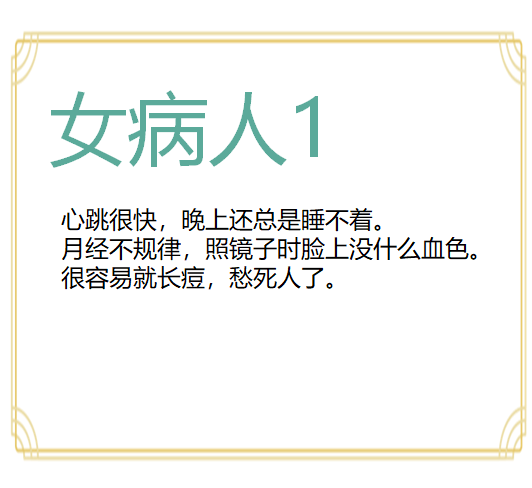 女病人1
心跳很快，晚上还总是睡不着。
月经不规律，照镜子时脸上没什么血色。
很容易就长痘，愁死人了。